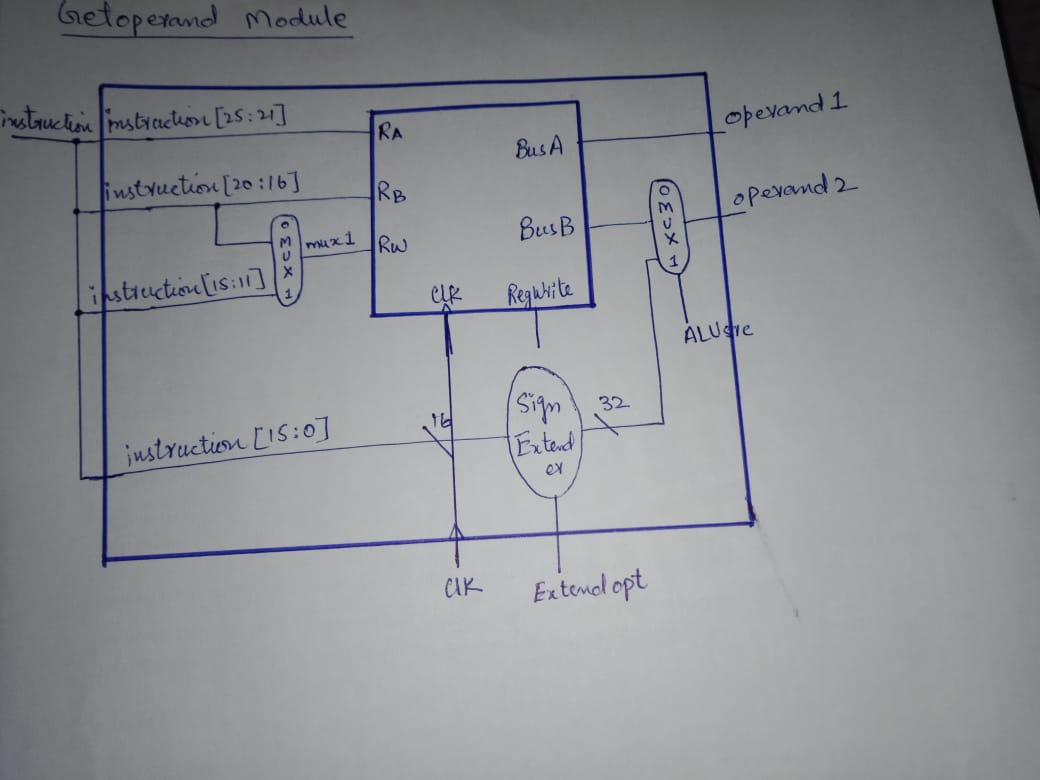 Getoperand Module
instruction
instruction [25:21]
RA
BusA
operand 1
instruction [20:16]
RB
0
MUX
1
operand 2
0
MUX
1
mux1
RW
BusB
instruction [15:11]
Clk
RegWrite
ALUsrc
instruction [15:0]
16
Sign
Extend
er
32
Clk
Extend opt